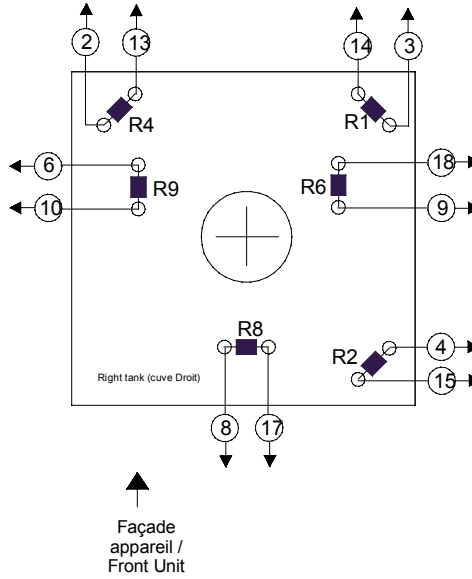 2 13 14 3
R4 R1
6 18
R9 R6
10 9
R8 4
R2
Right tank (cuve Droit) 15
8 17
Façade
appareil /
Front Unit